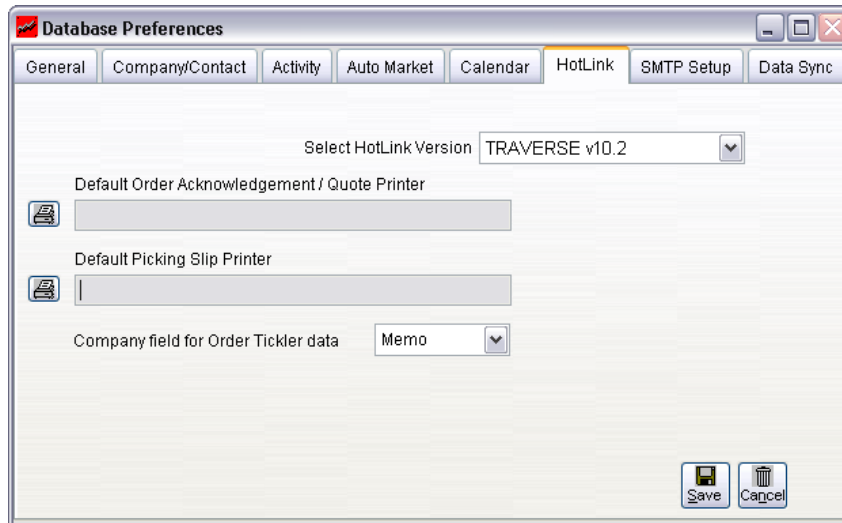 Database Preferences
General Company/Contact Activity Auto Market Calendar HotLink SMTP Setup Data Sync
Select HotLink Version TRAVERSE v10.2
Default Order Acknowledgement / Quote Printer
Default Picking Slip Printer
Company field for Order Tickler data Memo
Save Cancel